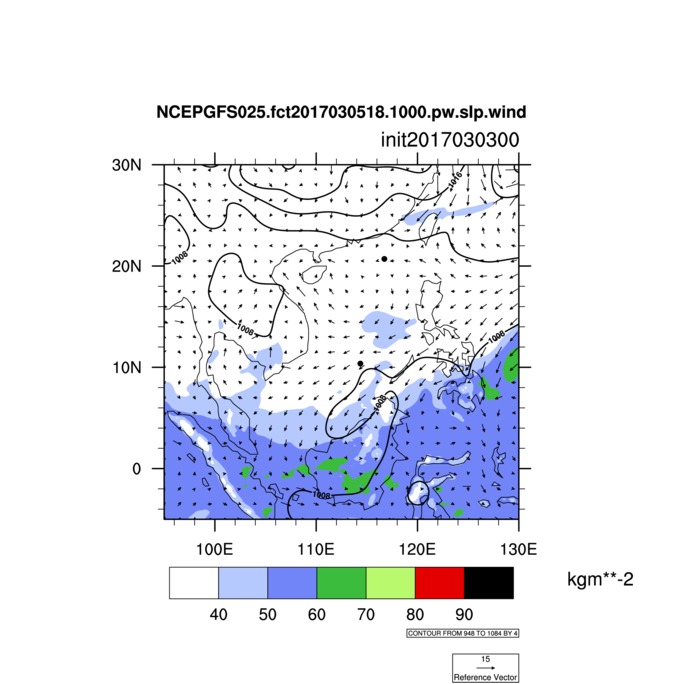 NCEPGFS025.fct2017030518.1000.pw.slp.wind
init2017030300
30N
20N
10N
0
1016
1008
1008
1008
1008
1008
100E 110E 120E 130E
kgm**-2
40 50 60 70 80 90
CONTOUR FROM 948 TO 1084 BY 4
15
Reference Vector